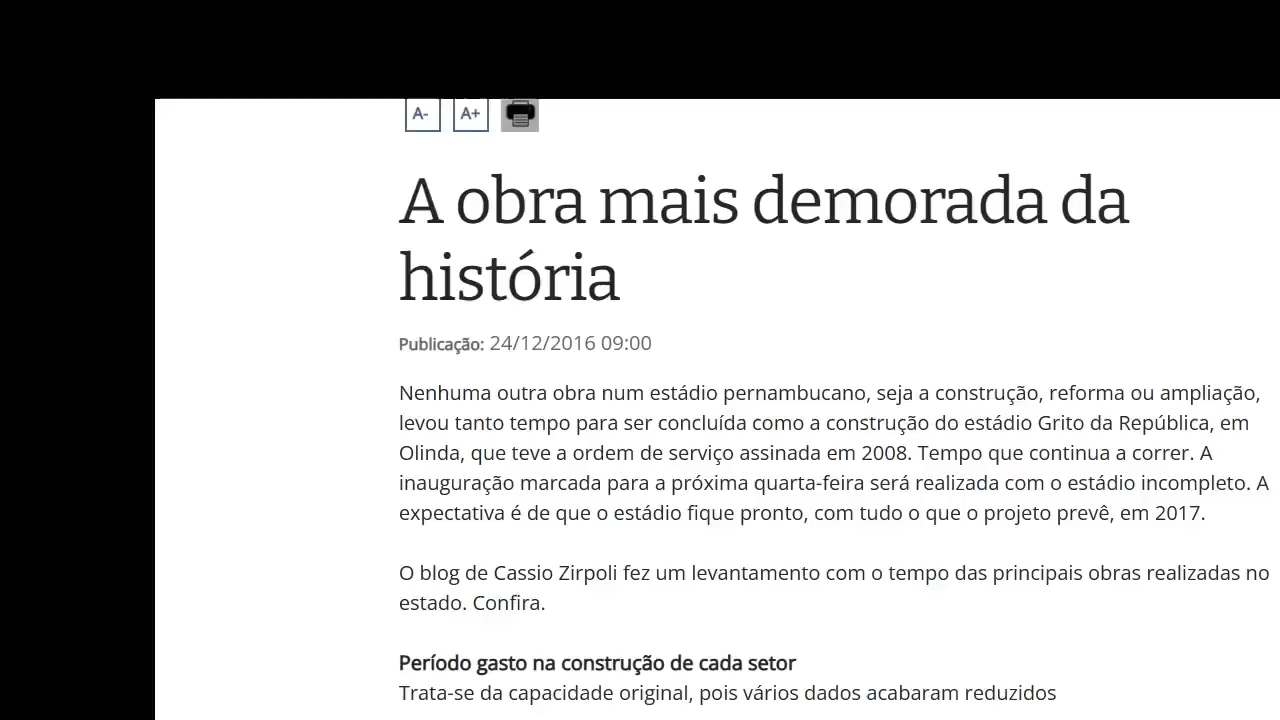 A- A+
A obra mais demorada da
história
Publicação: 24/12/2016 09:00
Nenhuma outra obra num estádio pernambucano, seja a construção, reforma ou ampliação,
levou tanto tempo para ser concluída como a construção do estádio Grito da República, em
Olinda, que teve a ordem de serviço assinada em 2008. Tempo que continua a correr. A
inauguração marcada para a próxima quarta-feira será realizada com o estádio incompleto. A
expectativa é de que o estádio fique pronto, com tudo o que o projeto prevê, em 2017.
O blog de Cassio Zirpoli fez um levantamento com o tempo das principais obras realizadas no
estado. Confira.
Período gasto na construção de cada setor
Trata-se da capacidade original, pois vários dados acabaram reduzidos